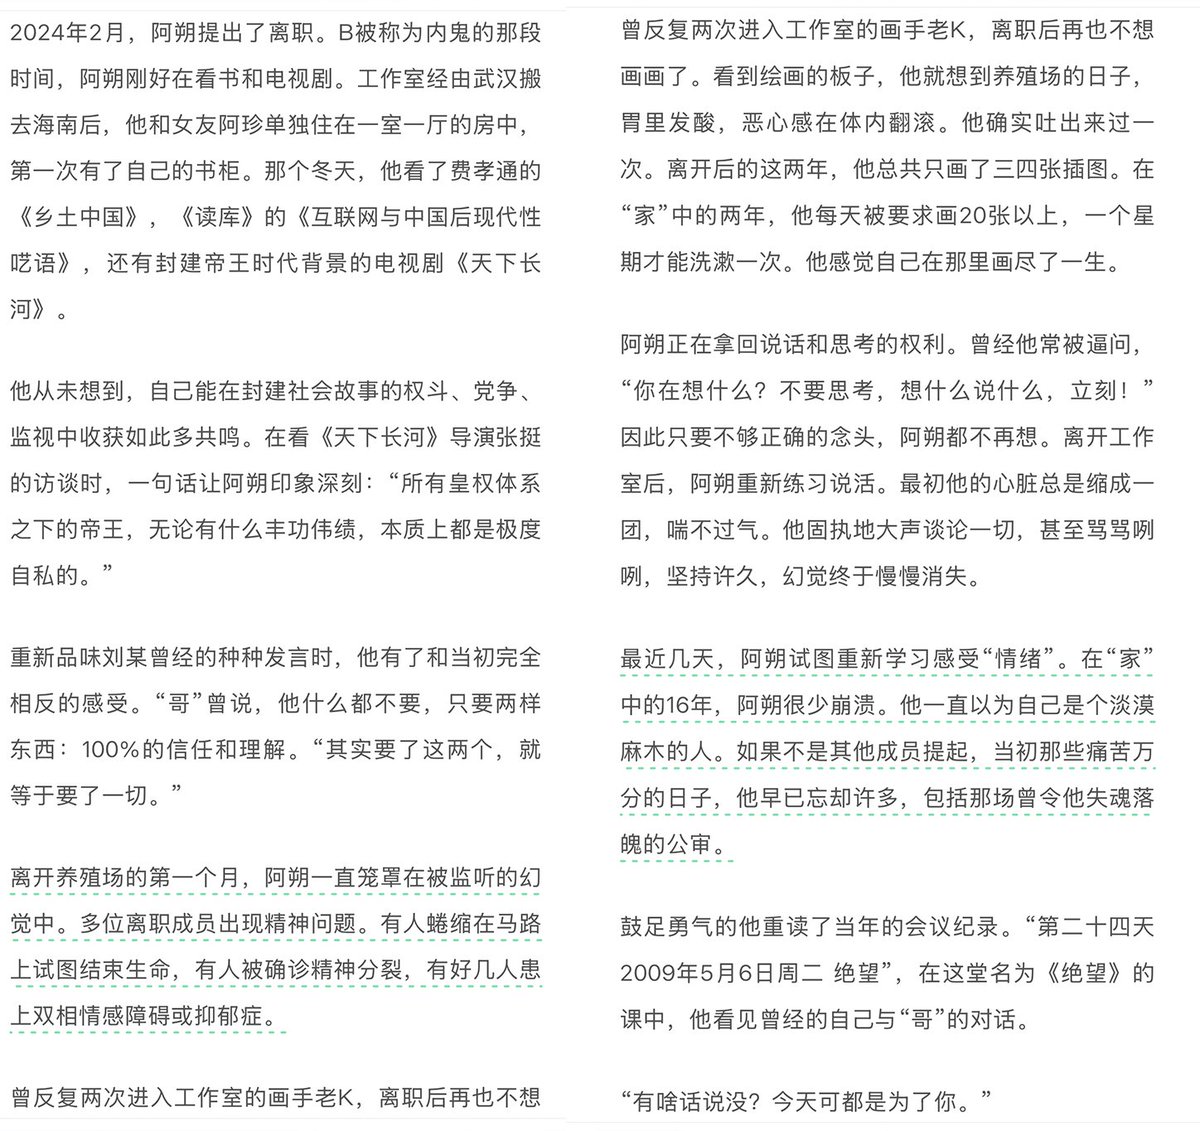 2024年2月，阿朔提出了离职。B被称为内鬼的那段
时间，阿朔刚好在看书和电视剧。工作室经由武汉搬
去海南后，他和女友阿珍单独住在一室一厅的房中，
第一次有了自己的书柜。那个冬天，他看了费孝通的
《乡土中国》，《读库》的《互联网与中国后现代性
呓语》，还有封建帝王时代背景的电视剧《天下长
河》。
他从未想到，自己能在封建社会故事的权斗、党争、
监视中收获如此多共鸣。在看《天下长河》导演张挺
的访谈时，一句话让阿朔印象深刻：“所有皇权体系
之下的帝王，无论有什么丰功伟绩，本质上都是极度
自私的。”
重新品味刘某曾经的种种发言时，他有了和当初完全
相反的感受。“哥”曾说，他什么都不要，只要两样
东西：100%的信任和理解。“其实要了这两个，就
等于要了一切。”
离开养殖场的第一个月，阿朔一直笼罩在被监听的幻
觉中。多位离职成员出现精神问题。有人蜷缩在马路
上试图结束生命，有人被确诊精神分裂，有好几人患
上双相情感障碍或抑郁症。
曾反复两次进入工作室的画手老K，离职后再也不想
曾反复两次进入工作室的画手老K，离职后再也不想
画画了。看到绘画的板子，他就想到养殖场的日子，
胃里发酸，恶心感在体内翻滚。他确实吐出来过一
次。离开后的这两年，他总共只画了三四张插图。在
“家”中的两年，他每天被要求画20张以上，一个星
期才能洗漱一次。他感觉自己在那里画尽了一生。
阿朔正在拿回说话和思考的权利。曾经他常被逼问，
“你在想什么？不要思考，想什么说什么，立刻！”
因此只要不够正确的念头，阿朔都不再想。离开工作
室后，阿朔重新练习说活。最初他的心脏总是缩成一
团，喘不过气。他固执地大声谈论一切，甚至骂骂咧
咧，坚持许久，幻觉终于慢慢消失。
最近几天，阿朔试图重新学习感受“情绪”。在“家”
中的16年，阿朔很少崩溃。他一直以为自己是个淡漠
麻木的人。如果不是其他成员提起，当初那些痛苦万
分的日子，他早已忘却许多，包括那场曾令他失魂落
魄的公审。
鼓足勇气的他重读了当年的会议纪录。“第二十四天
2009年5月6日周二 绝望”，在这堂名为《绝望》的
课中，他看见曾经的自己与“哥”的对话。
“有啥话说没？今天可都是为了你。”